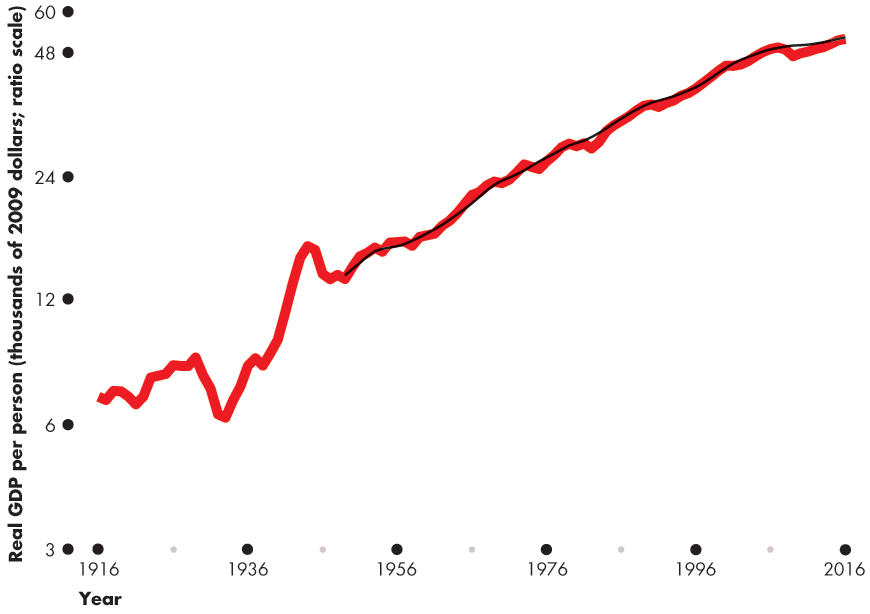 Real GDP per person (thousands of 2009 dollars; ratio scale)
60
48
24
12
6
3
1916 1936 1956 1976 1996 2016
Year